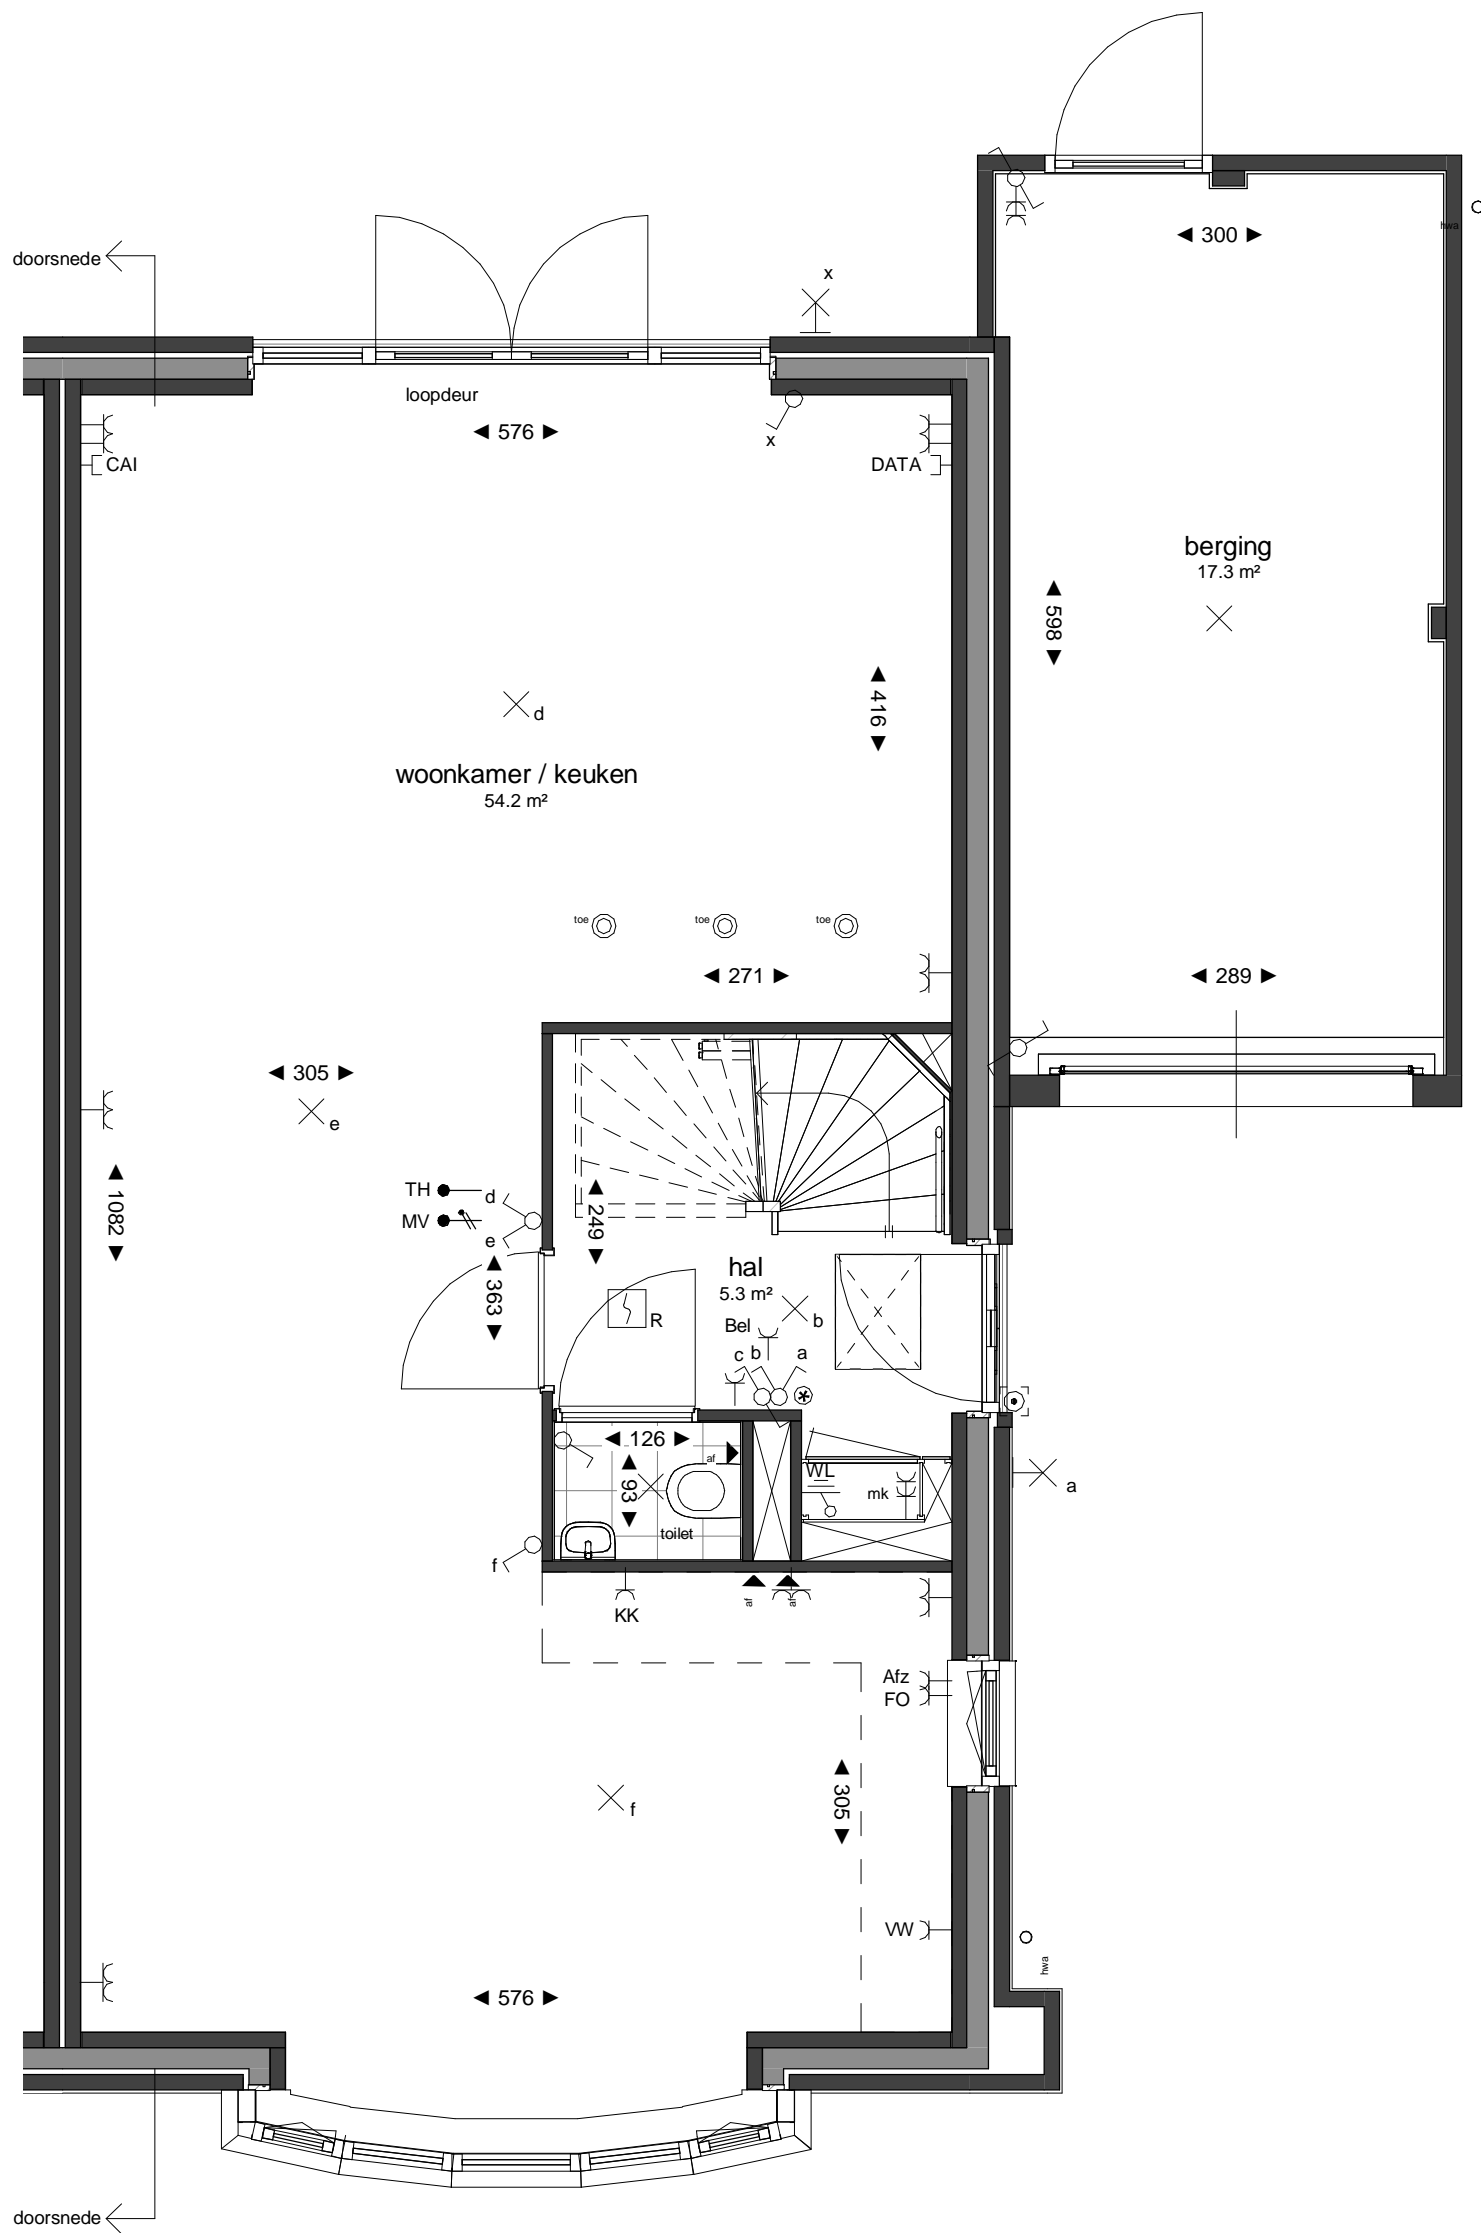 hwa
300
doorsnede
x
loopdeur
576
x
CAI
DATA
berging
17.3 m²
598
416
d
woonkamer / keuken
54.2 m²
toe
toe
toe
271
289
305
e
1082
TH
MV
d
e
249
363
hal
5.3 m²
b
R
Bel
c
b
a
126
af
93
WL
mk
a
toilet
f
KK
af
af
Afz
FO
305
f
VW
hwa
576
doorsnede